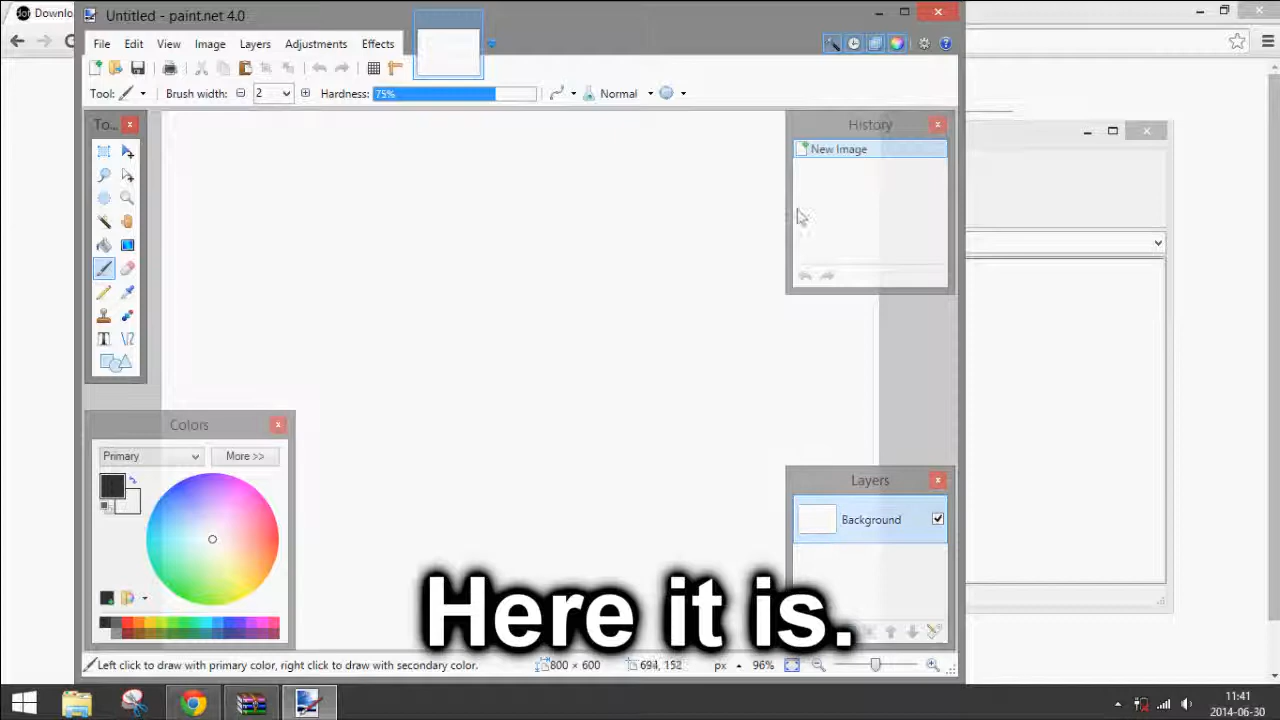 dor Downlo
Untitled - paint.net 4.0
File Edit View Image Layers Adjustments Effects
Tool: Brush width: 2 Hardness: 75% Normal
To...
History
New Image
Colors
Primary More >>
Layers
Background
Here it is.
Left click to draw with primary color, right click to draw with secondary color. 800 × 600 694, 152 px 96%
11:41
2014-06-30